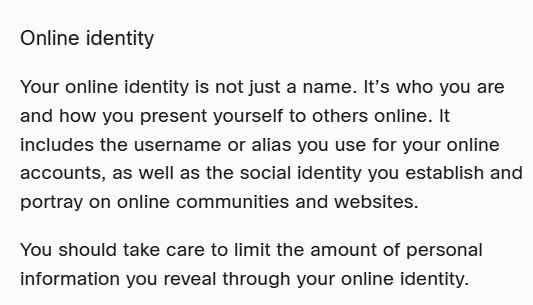 Online identity
Your online identity is not just a name. It’s who you are
and how you present yourself to others online. It
includes the username or alias you use for your online
accounts, as well as the social identity you establish and
portray on online communities and websites.
You should take care to limit the amount of personal
information you reveal through your online identity.